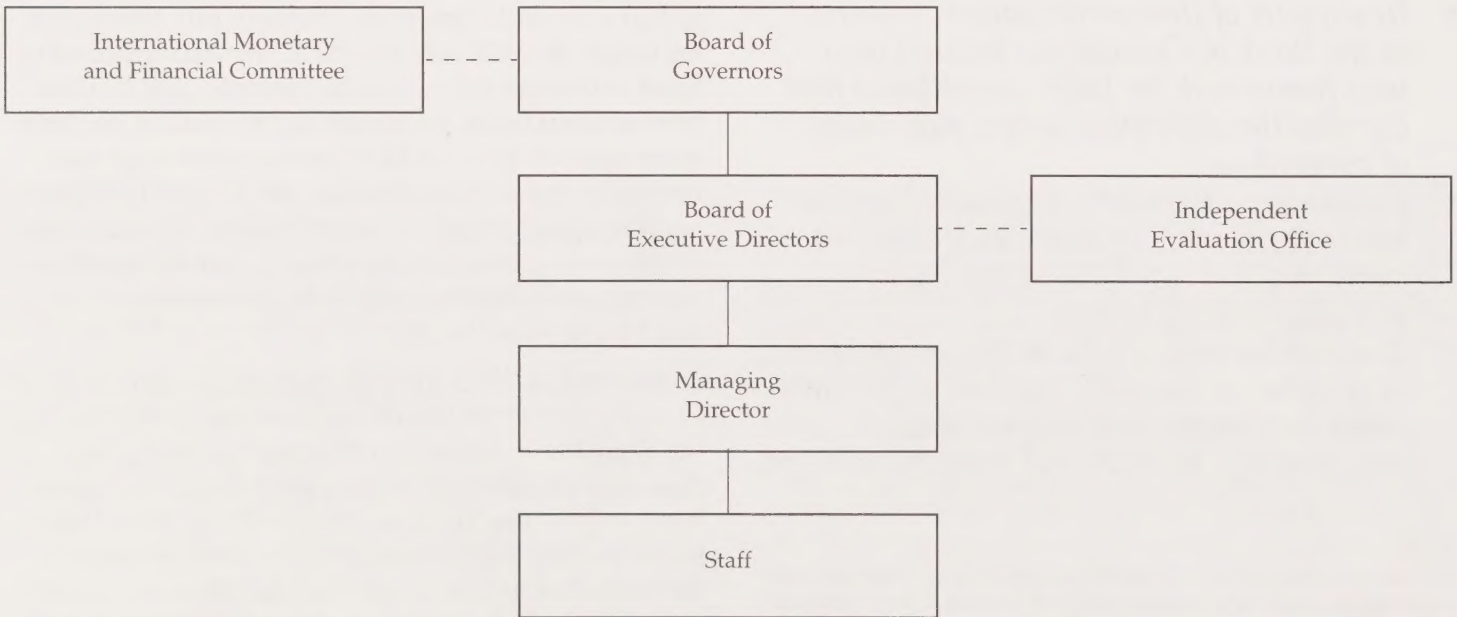 International Monetary
and Financial Committee
Board of
Governors
Board of
Executive Directors
Independent
Evaluation Office
Managing
Director
Staff